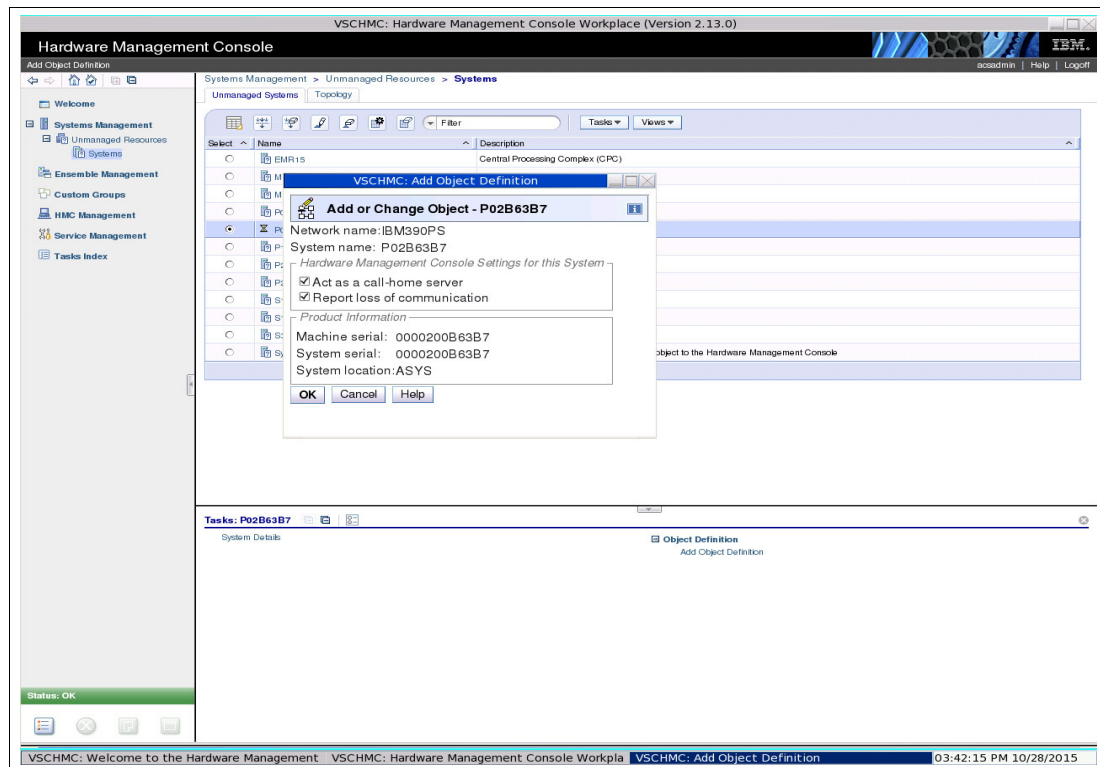 VSCHMC: Hardware Management Console Workplace (Version 2.13.0)
Hardware Management Console
IBM.
Add Object Definition
acsadmin | Help | Logoff
Systems Management > Unmanaged Resources > Systems
Unmanaged Systems
Topology
Welcome
Systems Management
Unmanaged Resources
Systems
Ensemble Management
Custom Groups
HMC Management
Service Management
Tasks Index
Filter
Tasks
Views
Select ^ Name ^ Description ^
EMR15
Central Processing Complex (CPC)
VSCHMC: Add Object Definition
Add or Change Object - P02B63B7
Network name:IBM390PS
System name: P02B63B7
Hardware Management Console Settings for this System
Act as a call-home server
Report loss of communication
Product Information
Machine serial: 0000200B63B7
System serial: 0000200B63B7
System location:ASYS
object to the Hardware Management Console
OK
Cancel
Help
Tasks: P02B63B7
System Details
Object Definition
Add Object Definition
Status: OK
VSCHMC: Welcome to the Hardware Management
VSCHMC: Hardware Management Console Workpla
VSCHMC: Add Object Definition
03:42:15 PM 10/28/2015